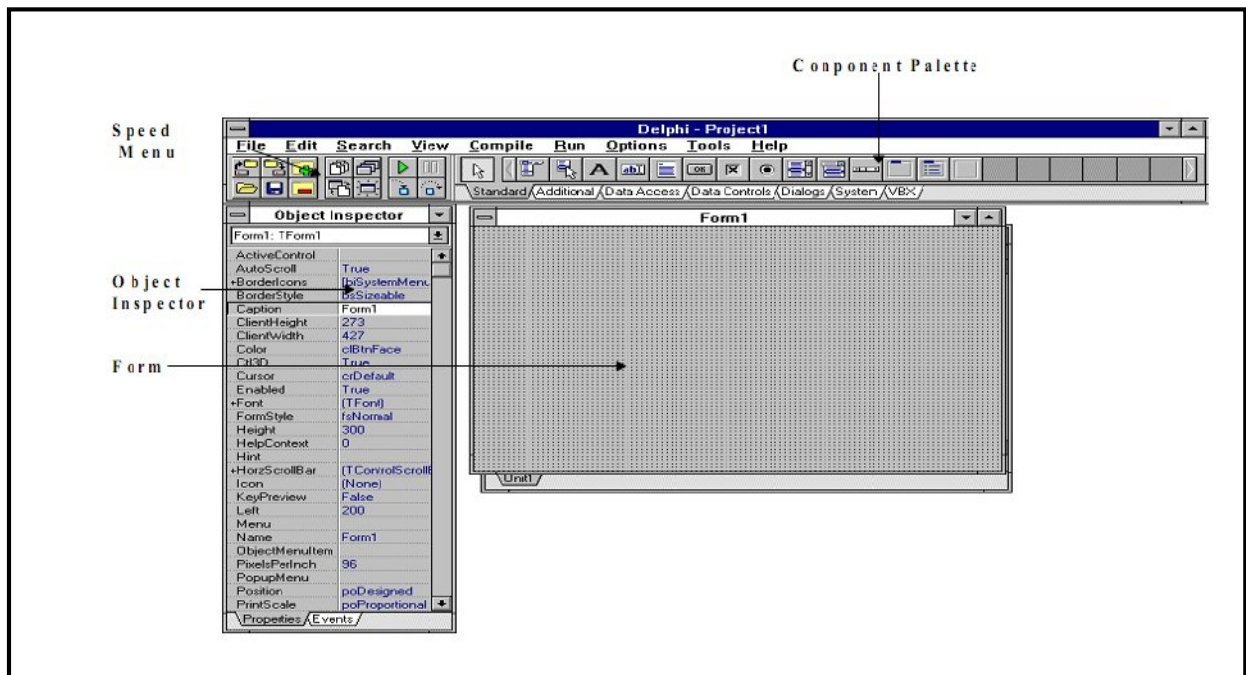 Conponent Palette
Speed
Menu
Delphi - Project1
File Edit Search View Compile Run Options Tools Help
A ab OK
Standard Additional Data Access Data Controls Dialogs System VBX
Object Inspector
Form1: TForm1
ActiveControl
AutoScroll True
+BorderIcons [biSystemMenu,
BorderStyle bsSizeable
Caption Form1
ClientHeight 273
ClientWidth 427
Color clBtnFace
Ctl3D True
Cursor crDefault
Enabled True
+Font (TFont)
FormStyle fsNormal
Height 300
HelpContext 0
Hint
+HorzScrollBar (TControlScrollB
Icon (None)
KeyPreview False
Left 200
Menu
Name Form1
ObjectMenuItem
PixelsPerInch 96
PopupMenu
Position poDesigned
PrintScale poProportional
Properties Events
Form1
Unit1
Object
Inspector
Form